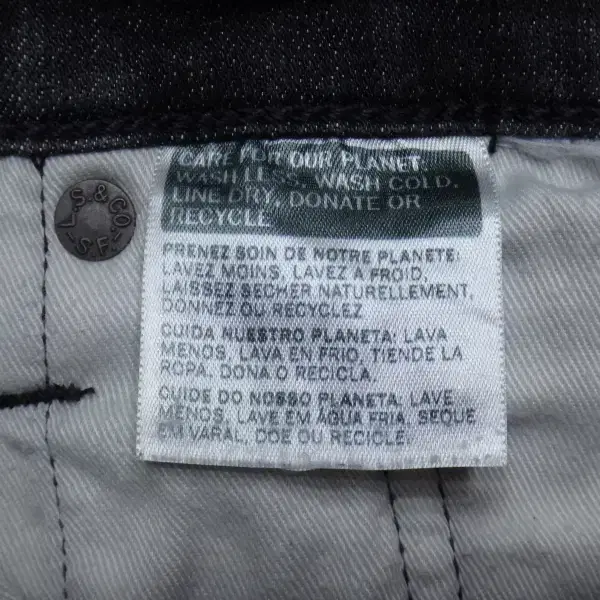 L.S.&CO. S.F.
CARE FOR OUR PLANET:
WASH LESS, WASH COLD,
LINE DRY, DONATE OR
RECYCLE
PRENEZ SOIN DE NOTRE PLANETE:
LAVEZ MOINS, LAVEZ A FROID,
LAISSEZ SECHER NATURELLEMENT,
DONNEZ OU RECYCLEZ
CUIDA NUESTRO PLANETA: LAVA
MENOS, LAVA EN FRIO, TIENDE LA
ROPA, DONA O RECICLA.
CUIDE DO NOSSO PLANETA: LAVE
MENOS, LAVE EM ÁGUA FRIA, SEQUE
EM VARAL, DOE OU RECICLE.